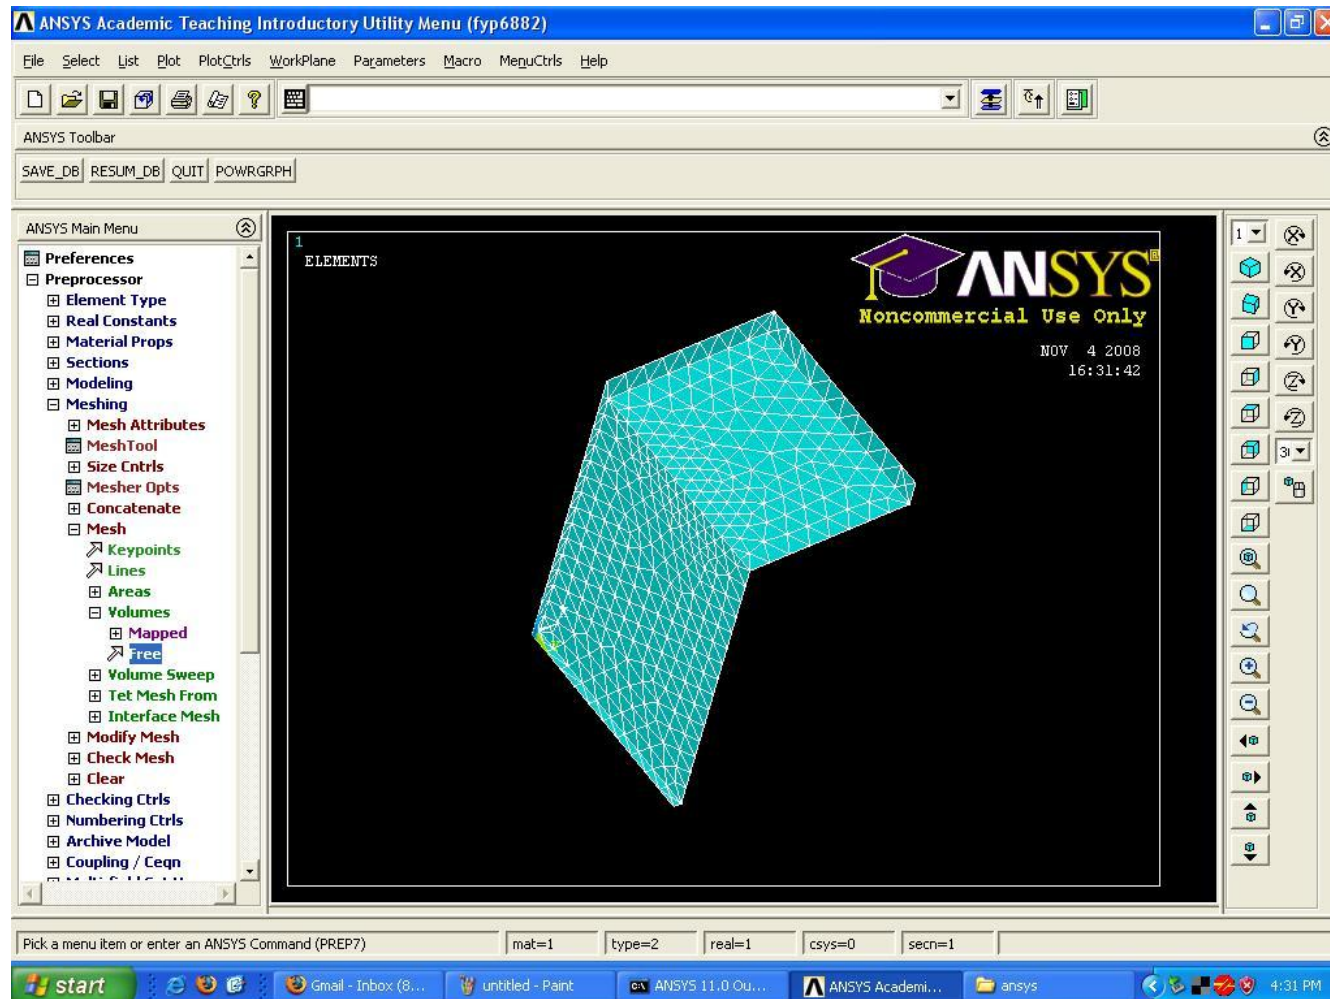 ANSYS Academic Teaching Introductory Utility Menu (fyp6882)
File Select List Plot PlotCtrls WorkPlane Parameters Macro MenuCtrls Help
ANSYS Toolbar
SAVE_DB RESUM_DB QUIT POWRGRPH
ANSYS Main Menu
Preferences
Preprocessor
Element Type
Real Constants
Material Props
Sections
Modeling
Meshing
Mesh Attributes
MeshTool
Size Cntrls
Mesher Opts
Concatenate
Mesh
Keypoints
Lines
Areas
Volumes
Mapped
Free
Volume Sweep
Tet Mesh From
Interface Mesh
Modify Mesh
Check Mesh
Clear
Checking Ctrls
Numbering Ctrls
Archive Model
Coupling / Ceqn
1
ELEMENTS
ANSYS
Noncommercial Use Only
NOV 4 2008
16:31:42
1
Pick a menu item or enter an ANSYS Command (PREP7) mat=1 type=2 real=1 csys=0 secn=1
start Gmail - Inbox (8... untitled - Paint ANSYS 11.0 Ou... ANSYS Academi... ansys 4:31 PM